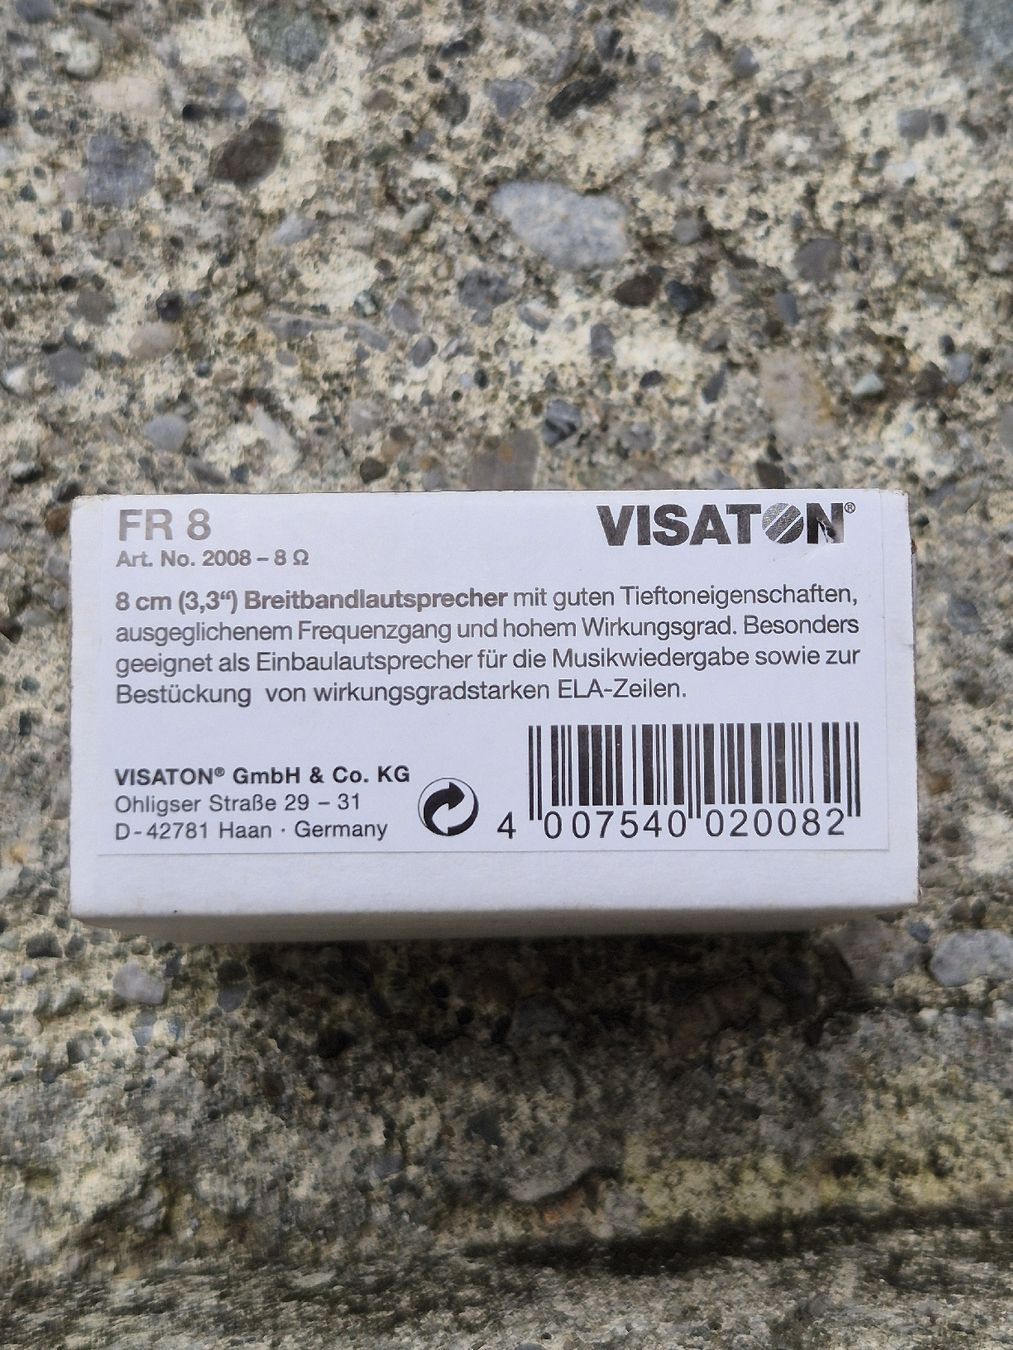 FR 8
VISATON®
Art. No. 2008 – 8 Ω
8 cm (3,3“) Breitbandlautsprecher mit guten Tieftoneigenschaften,
ausgeglichenem Frequenzgang und hohem Wirkungsgrad. Besonders
geeignet als Einbaulautsprecher für die Musikwiedergabe sowie zur
Bestückung von wirkungsgradstarken ELA-Zeilen.
VISATON® GmbH & Co. KG
Ohligser Straße 29 – 31
D-42781 Haan · Germany
4 007540 020082